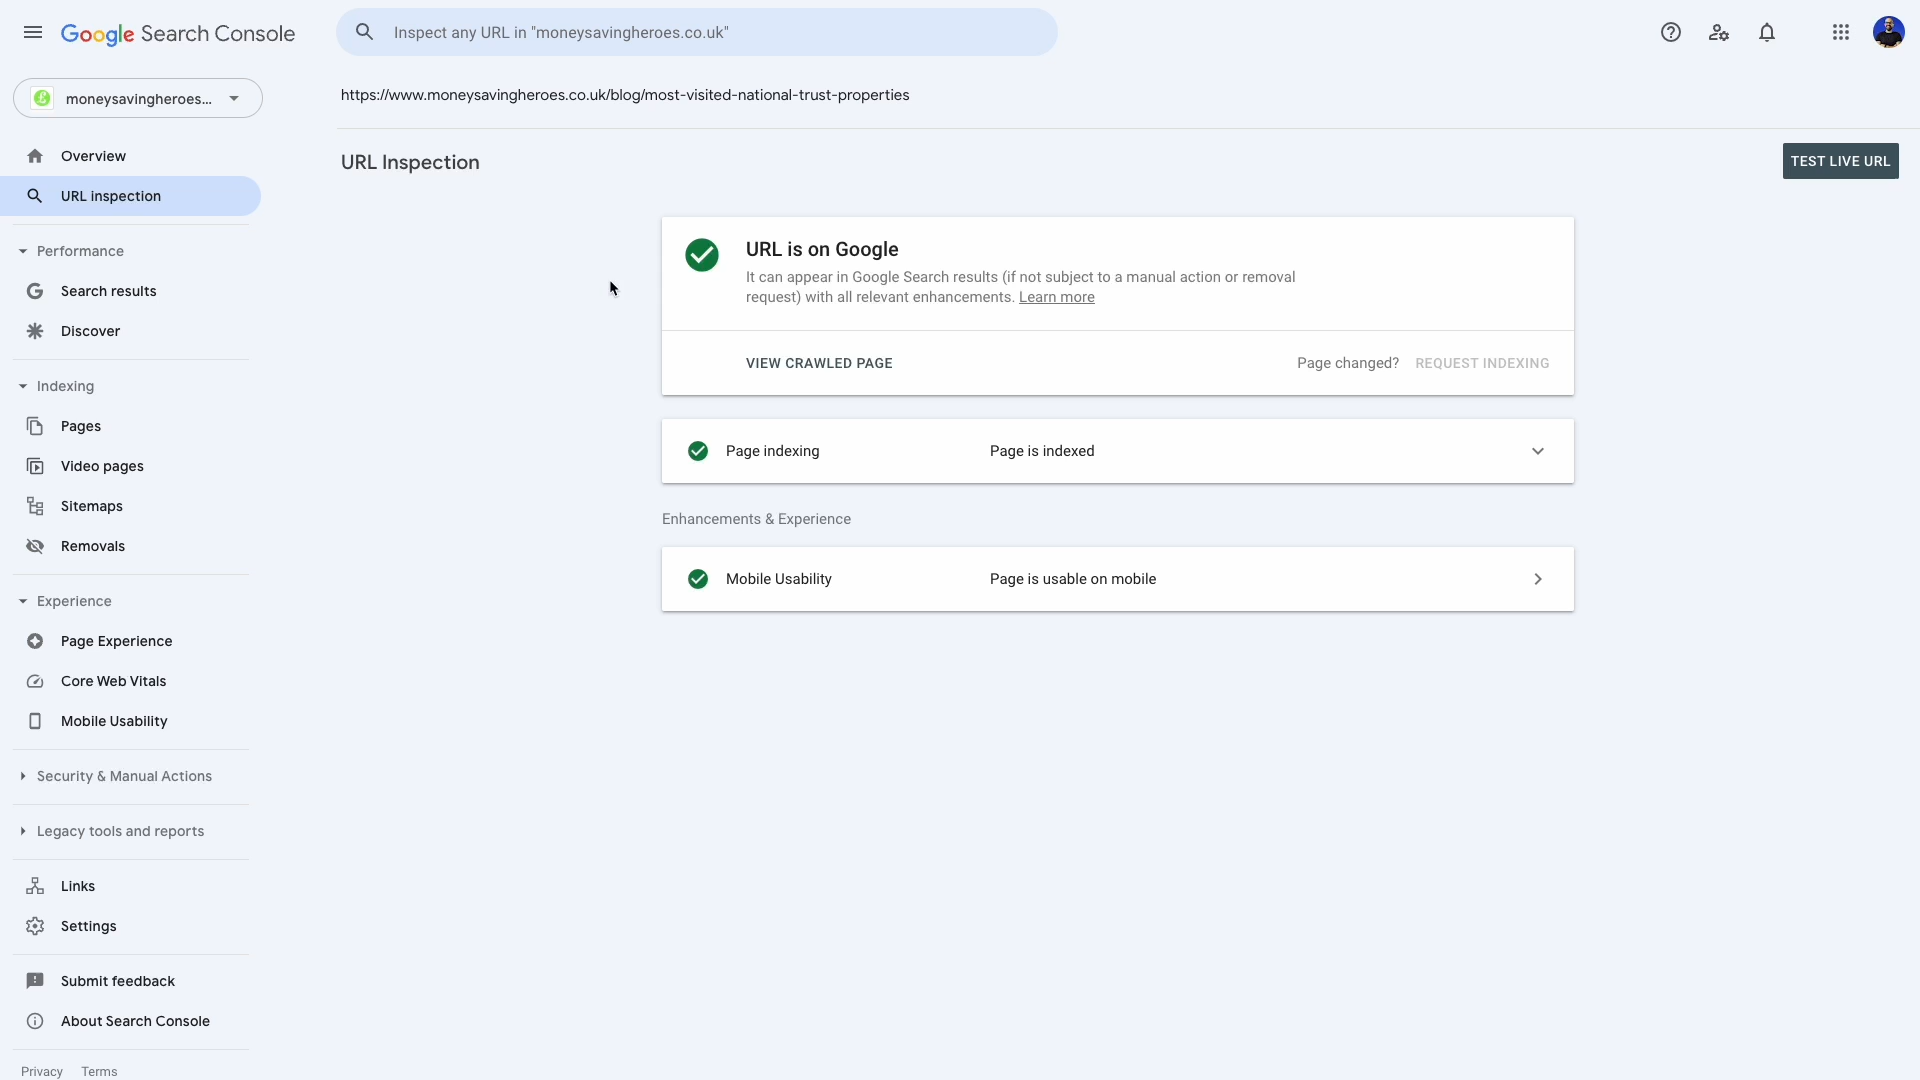 Google Search Console
Inspect any URL in "moneysavingheroes.co.uk"
moneysavingheroes...
https://www.moneysavingheroes.co.uk/blog/most-visited-national-trust-properties
Overview
URL inspection
Performance
Search results
Discover
Indexing
Pages
Video pages
Sitemaps
Removals
Experience
Page Experience
Core Web Vitals
Mobile Usability
Security & Manual Actions
Legacy tools and reports
Links
Settings
Submit feedback
About Search Console
Privacy Terms
URL Inspection
TEST LIVE URL
URL is on Google
It can appear in Google Search results (if not subject to a manual action or removal
request) with all relevant enhancements. Learn more
VIEW CRAWLED PAGE
Page changed? REQUEST INDEXING
Page indexing Page is indexed
Enhancements & Experience
Mobile Usability Page is usable on mobile